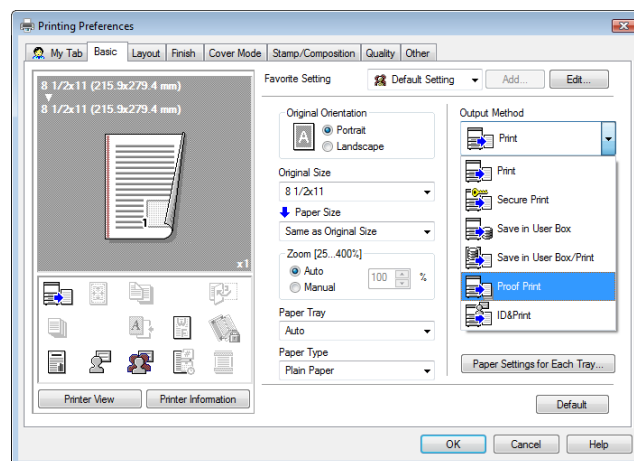 Printing Preferences
My Tab Basic Layout Finish Cover Mode Stamp/Composition Quality Other
8 1/2x11 (215.9x279.4 mm)
8 1/2x11 (215.9x279.4 mm)
1
x1
Printer View Printer Information
Favorite Setting Default Setting Add... Edit...
Original Orientation
A Portrait
Landscape
Original Size
8 1/2x11
Paper Size
Same as Original Size
Zoom [25...400%]
Auto
Manual
100 %
Paper Tray
Auto
Paper Type
Plain Paper
Output Method
Print
Print
Secure Print
Save in User Box
Save in User Box/Print
Proof Print
ID&Print
Paper Settings for Each Tray...
Default
OK Cancel Help